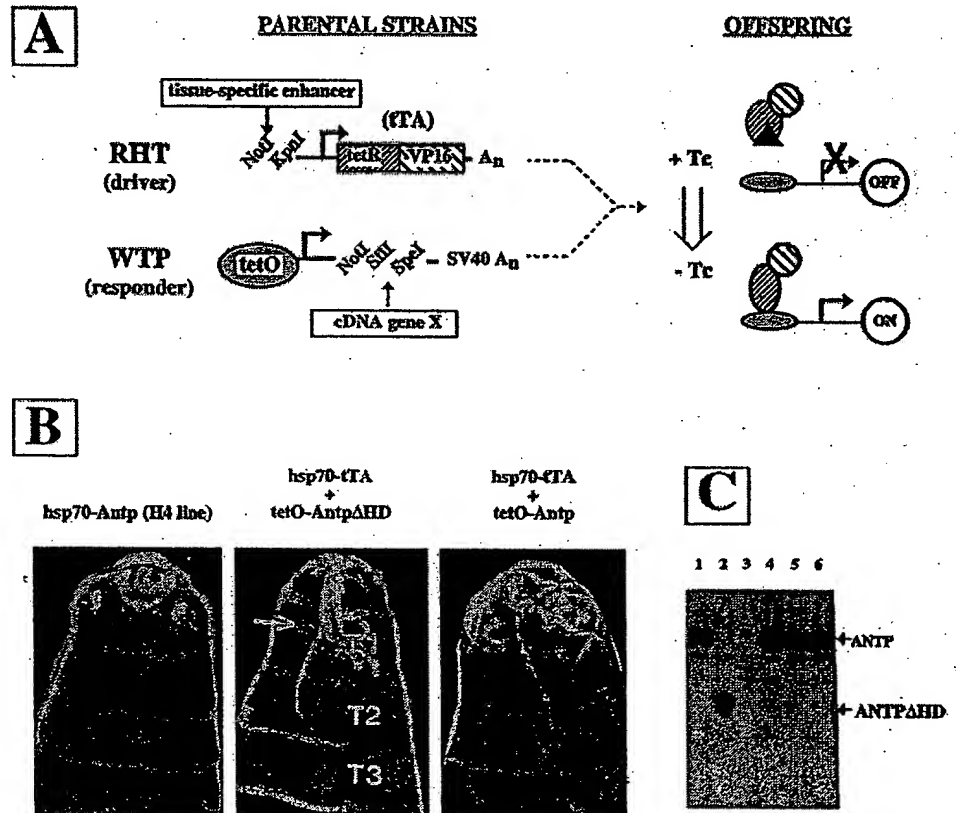 A
PARENTAL STRAINS
OFFSPRING
tissue-specific enhancer
(tTA)
NotI KpnI
RHT
(driver)
tetR VP16 - An
+ Tc
X
OFF
WTP
(responder)
tetO
NotI SfiI SpeI - SV40 An
- Tc
cDNA gene X
ON
B
C
hsp70-Antp (H4 line)
hsp70-tTA
+
tetO-AntpΔHD
hsp70-tTA
+
tetO-Antp
1 2 3 4 5 6
ANTP
ANTPΔHD
T2
T3